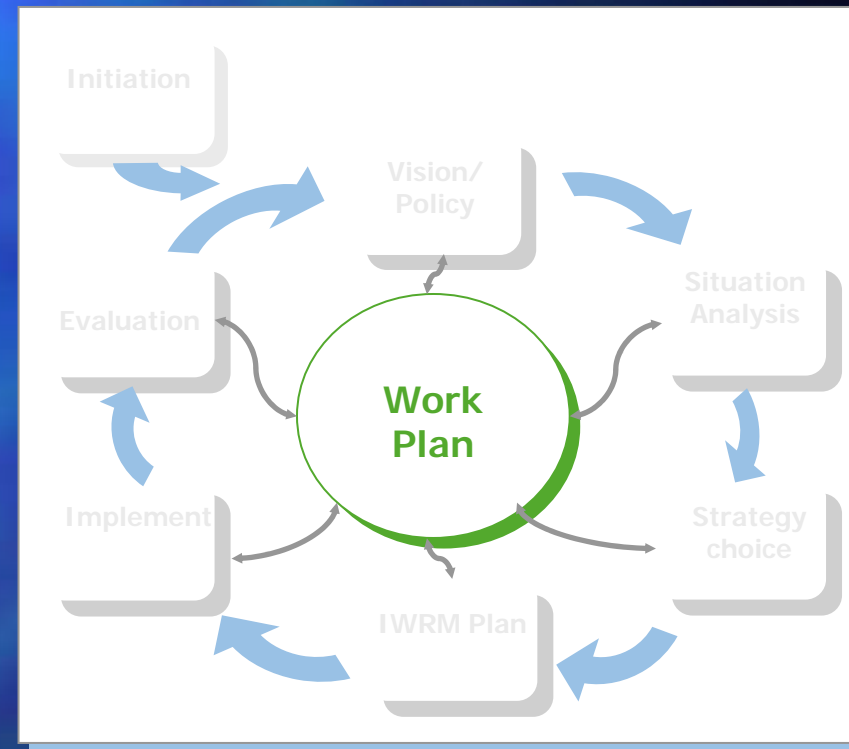 Initiation
Vision/
Policy
Situation
Analysis
Evaluation
Work
Plan
Implement
Strategy
choice
IWRM Plan